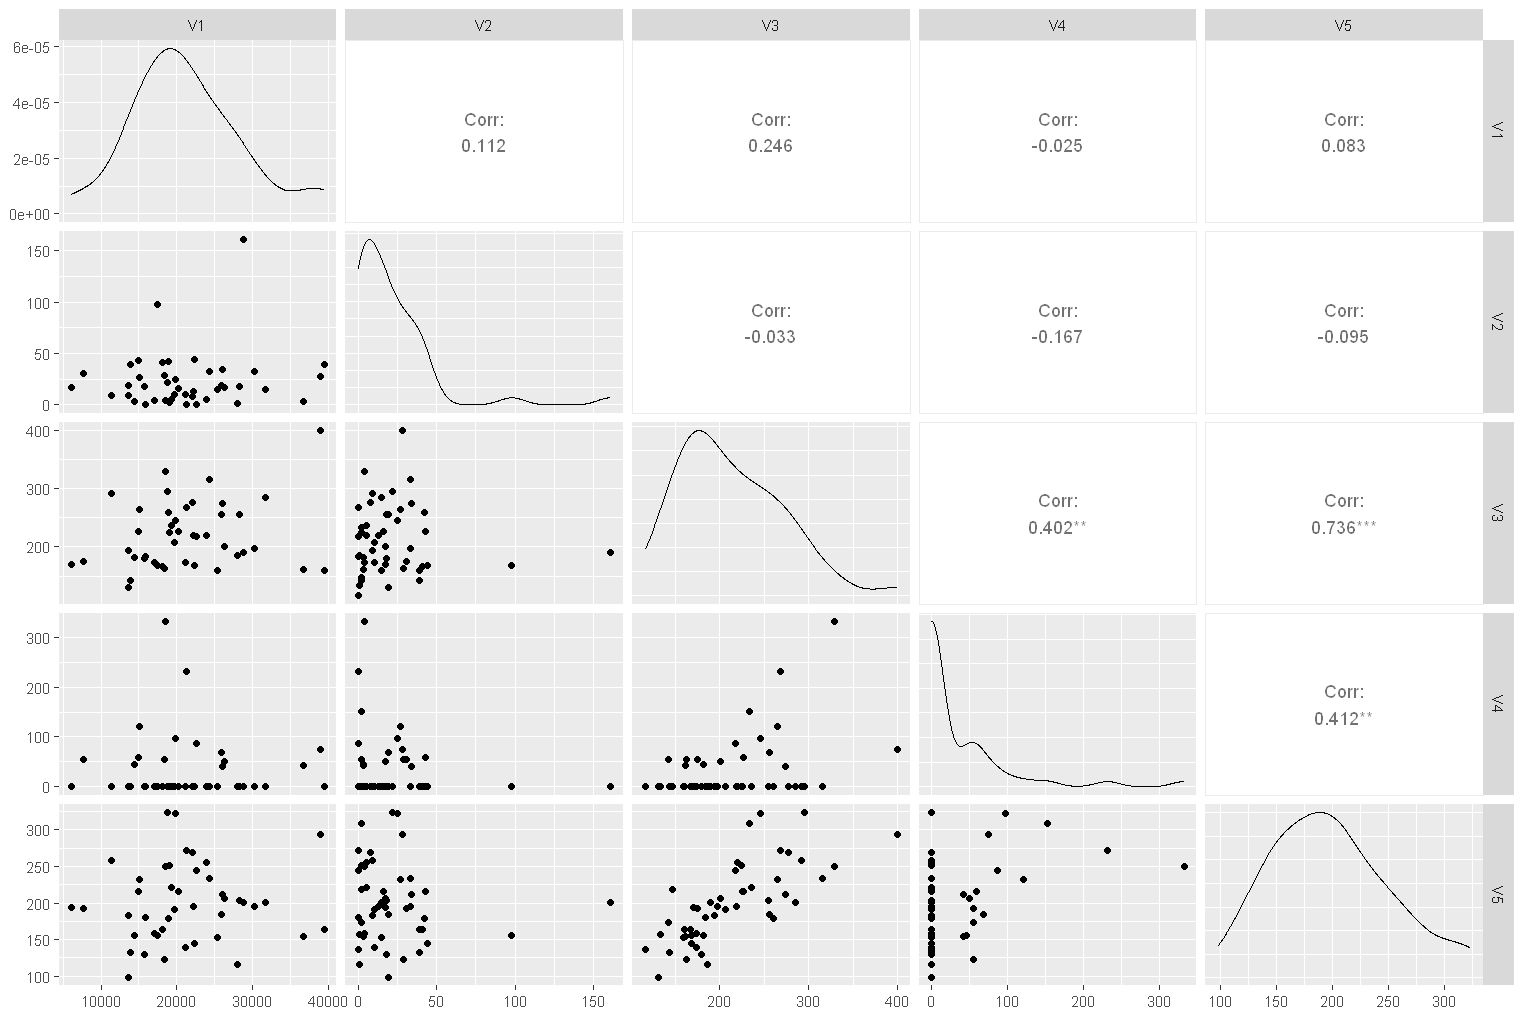 V1 V2 V3 V4 V5
6e-05
4e-05
2e-05
0e+00
Corr:
0.112
Corr:
0.246
Corr:
-0.025
Corr:
0.083
V1
150
100
50
0
Corr:
-0.033
Corr:
-0.167
Corr:
-0.095
V2
400
300
200
Corr:
0.402**
Corr:
0.736***
V3
300
200
100
0
Corr:
0.412**
V4
300
250
200
150
100
V5
10000 20000 30000 40000
0 50 100 150
200 300 400
0 100 200 300
100 150 200 250 300